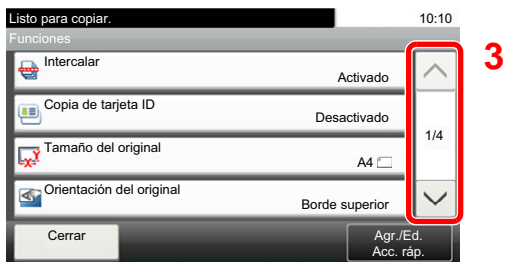 Listo para copiar.
10:10
Funciones
Intercalar
Activado
Copia de tarjeta ID
Desactivado
Tamaño del original
A4
Orientación del original
Borde superior
1/4
3
Cerrar
Agr./Ed.
Acc. ráp.